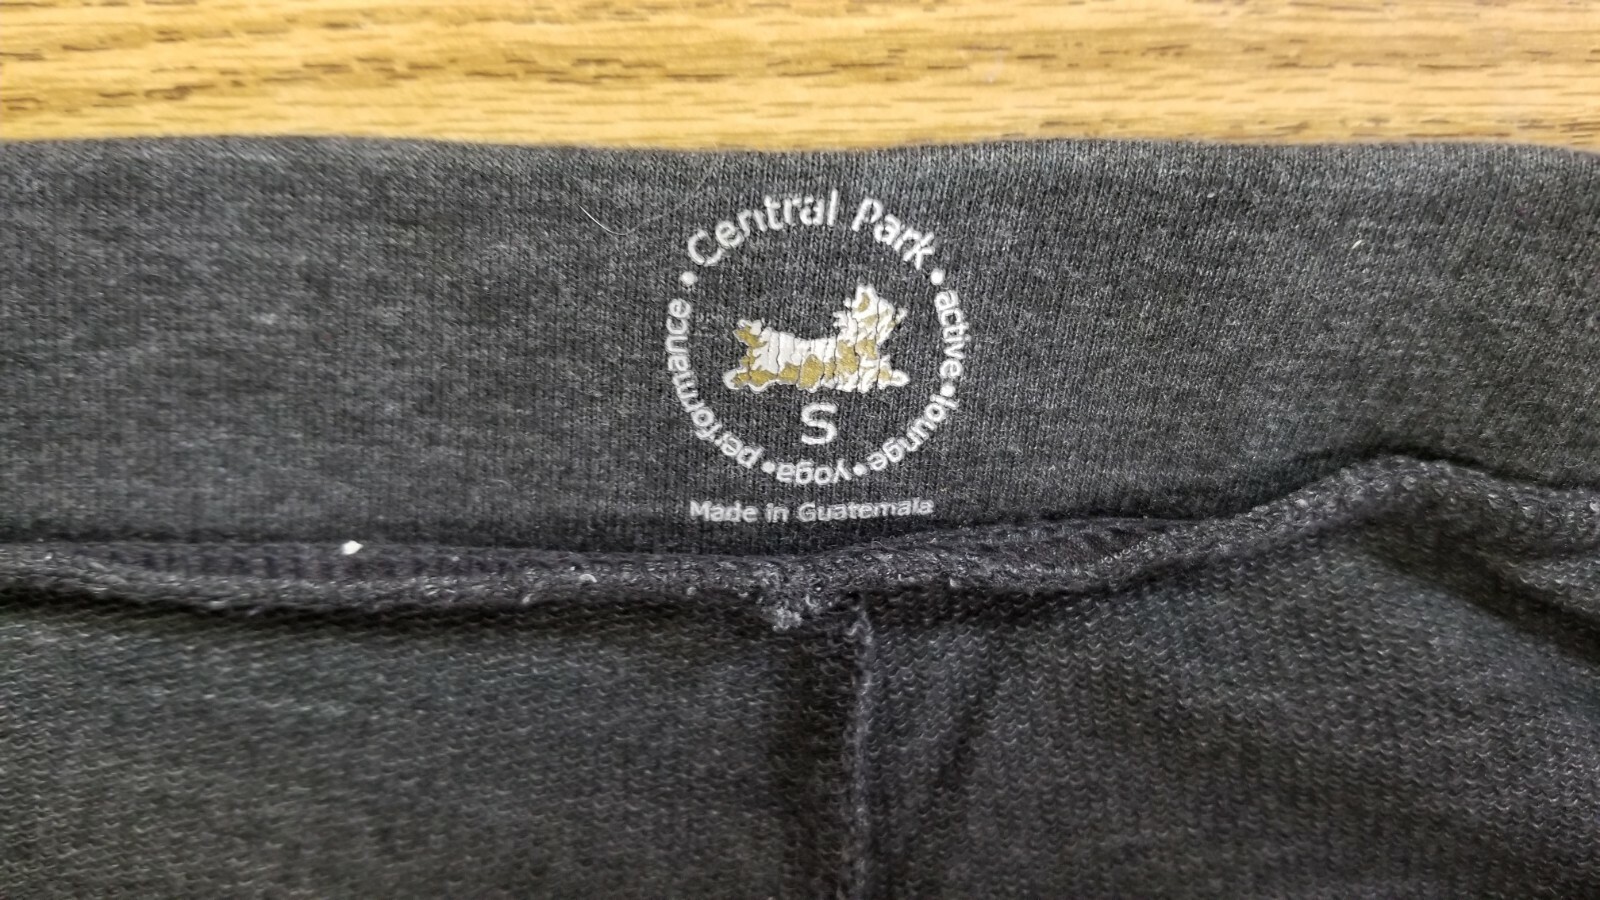 Central Park • active • lounge • yoga • performance •
S
Made in Guatemala